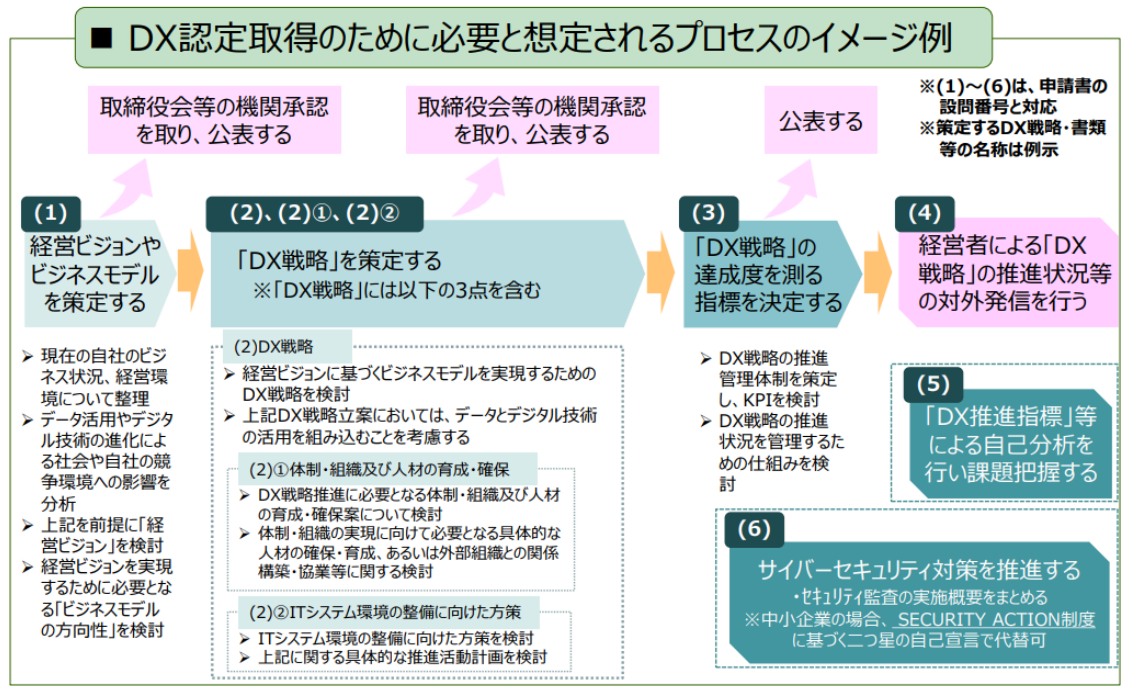 ■ DX認定取得のために必要と想定されるプロセスのイメージ例
取締役会等の機関承認
を取り、公表する
取締役会等の機関承認
を取り、公表する
公表する
※(1)～(6)は、申請書の
設問番号と対応
※策定するDX戦略・書類
等の名称は例示
(1)
経営ビジョンや
ビジネスモデル
を策定する
➢ 現在の自社のビジ
ネス状況、経営環
境について整理
➢ データ活用やデジタ
ル技術の進化によ
る社会や自社の競
争環境への影響を
分析
➢ 上記を前提に「経
営ビジョン」を検討
➢ 経営ビジョンを実現
するために必要とな
る「ビジネスモデル
の方向性」を検討
(2)、(2)①、(2)②
「DX戦略」を策定する
※「DX戦略」には以下の3点を含む
(2)DX戦略
➢ 経営ビジョンに基づくビジネスモデルを実現するための
DX戦略を検討
➢ 上記DX戦略立案においては、データとデジタル技術
の活用を組み込むことを考慮する
(2)①体制・組織及び人材の育成・確保
➢ DX戦略推進に必要となる体制・組織及び人材
の育成・確保案について検討
➢ 体制・組織の実現に向けて必要となる具体的な
人材の確保・育成、あるいは外部組織との関係
構築・協業等に関する検討
(2)②ITシステム環境の整備に向けた方策
➢ ITシステム環境の整備に向けた方策を検討
➢ 上記に関する具体的な推進活動計画を検討
(3)
「DX戦略」の
達成度を測る
指標を決定する
➢ DX戦略の推進
管理体制を策定
し、KPIを検討
➢ DX戦略の推進
状況を管理するた
めの仕組みを検
討
(4)
経営者による「DX
戦略」の推進状況等
の対外発信を行う
(5)
「DX推進指標」等
による自己分析を
行い課題把握する
(6)
サイバーセキュリティ対策を推進する
・ｾｷｭﾘﾃｨ監査の実施概要をまとめる
※中小企業の場合、SECURITY ACTION制度
に基づく二つ星の自己宣言で代替可